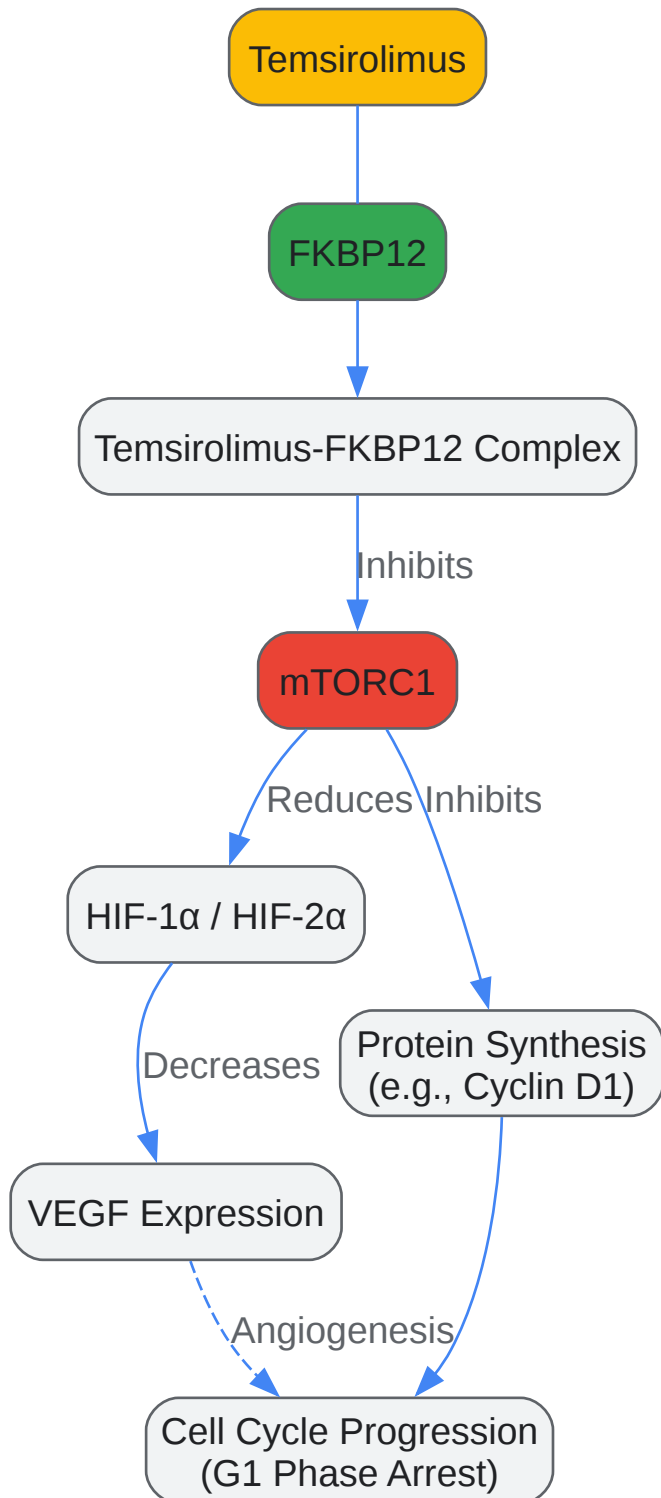 Temsirolimus
FKBP12
Temsirolimus-FKBP12 Complex
Inhibits
mTORC1
Reduces
Inhibits
HIF-1α / HIF-2α
Decreases
Protein Synthesis
(e.g., Cyclin D1)
VEGF Expression
Angiogenesis
Cell Cycle Progression
(G1 Phase Arrest)